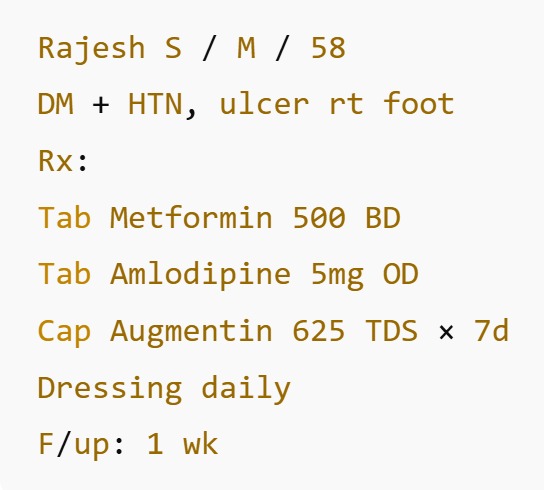 Rajesh S / M / 58
DM + HTN, ulcer rt foot
Rx:
Tab Metformin 500 BD
Tab Amlodipine 5mg OD
Cap Augmentin 625 TDS × 7d
Dressing daily
F/up: 1 wk